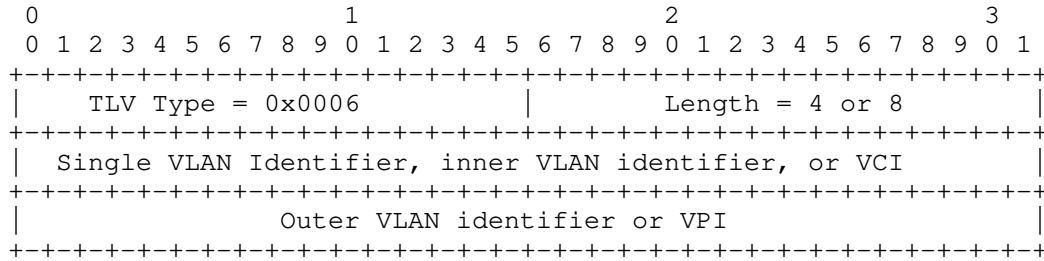 0                   1                   2                   3
 0 1 2 3 4 5 6 7 8 9 0 1 2 3 4 5 6 7 8 9 0 1 2 3 4 5 6 7 8 9 0 1
+-+-+-+-+-+-+-+-+-+-+-+-+-+-+-+-+-+-+-+-+-+-+-+-+-+-+-+-+-+-+-+-+
|    TLV Type = 0x0006          |        Length = 4 or 8        |
+-+-+-+-+-+-+-+-+-+-+-+-+-+-+-+-+-+-+-+-+-+-+-+-+-+-+-+-+-+-+-+-+
|  Single VLAN Identifier, inner VLAN identifier, or VCI        |
+-+-+-+-+-+-+-+-+-+-+-+-+-+-+-+-+-+-+-+-+-+-+-+-+-+-+-+-+-+-+-+-+
|                Outer VLAN identifier or VPI                   |
+-+-+-+-+-+-+-+-+-+-+-+-+-+-+-+-+-+-+-+-+-+-+-+-+-+-+-+-+-+-+-+-+